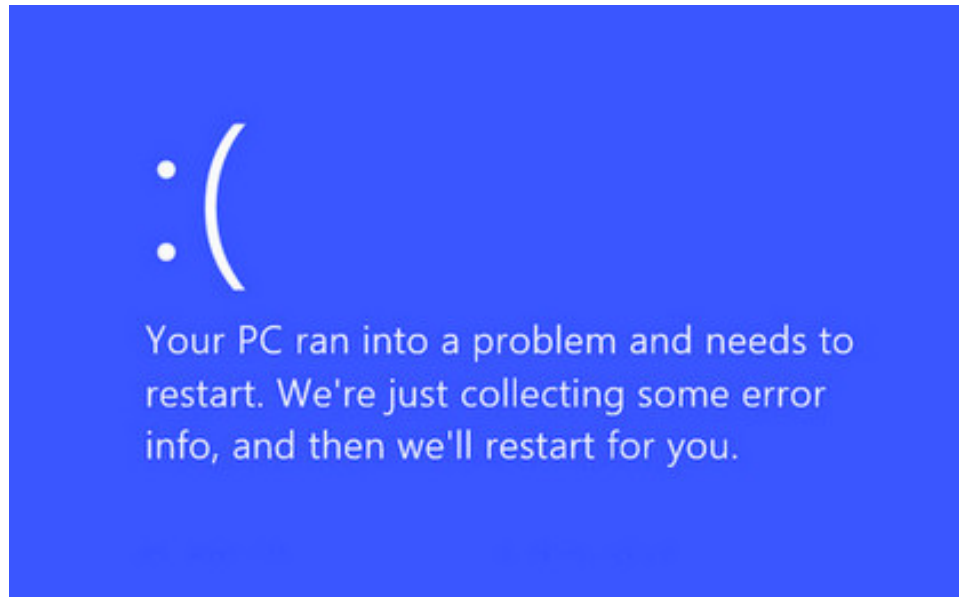 :(
Your PC ran into a problem and needs to
restart. We're just collecting some error
info, and then we'll restart for you.